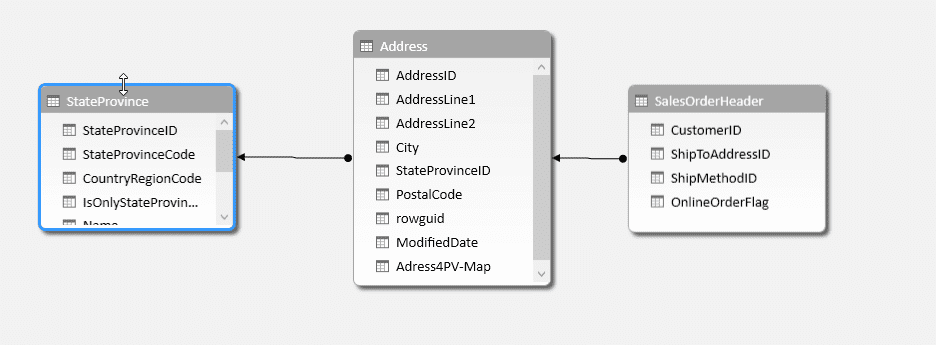 StateProvince
StateProvinceID
StateProvinceCode
CountryRegionCode
IsOnlyStateProvin...
Name
Address
AddressID
AddressLine1
AddressLine2
City
StateProvinceID
PostalCode
rowguid
ModifiedDate
Adress4PV-Map
SalesOrderHeader
CustomerID
ShipToAddressID
ShipMethodID
OnlineOrderFlag